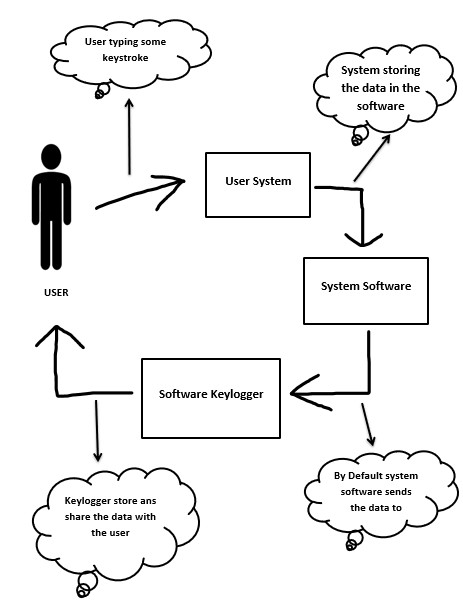 User typing some
keystroke
System storing
the data in the
software
User System
USER
System Software
Software Keylogger
By Default system
software sends
the data to
Keylogger store ans
share the data with
the user